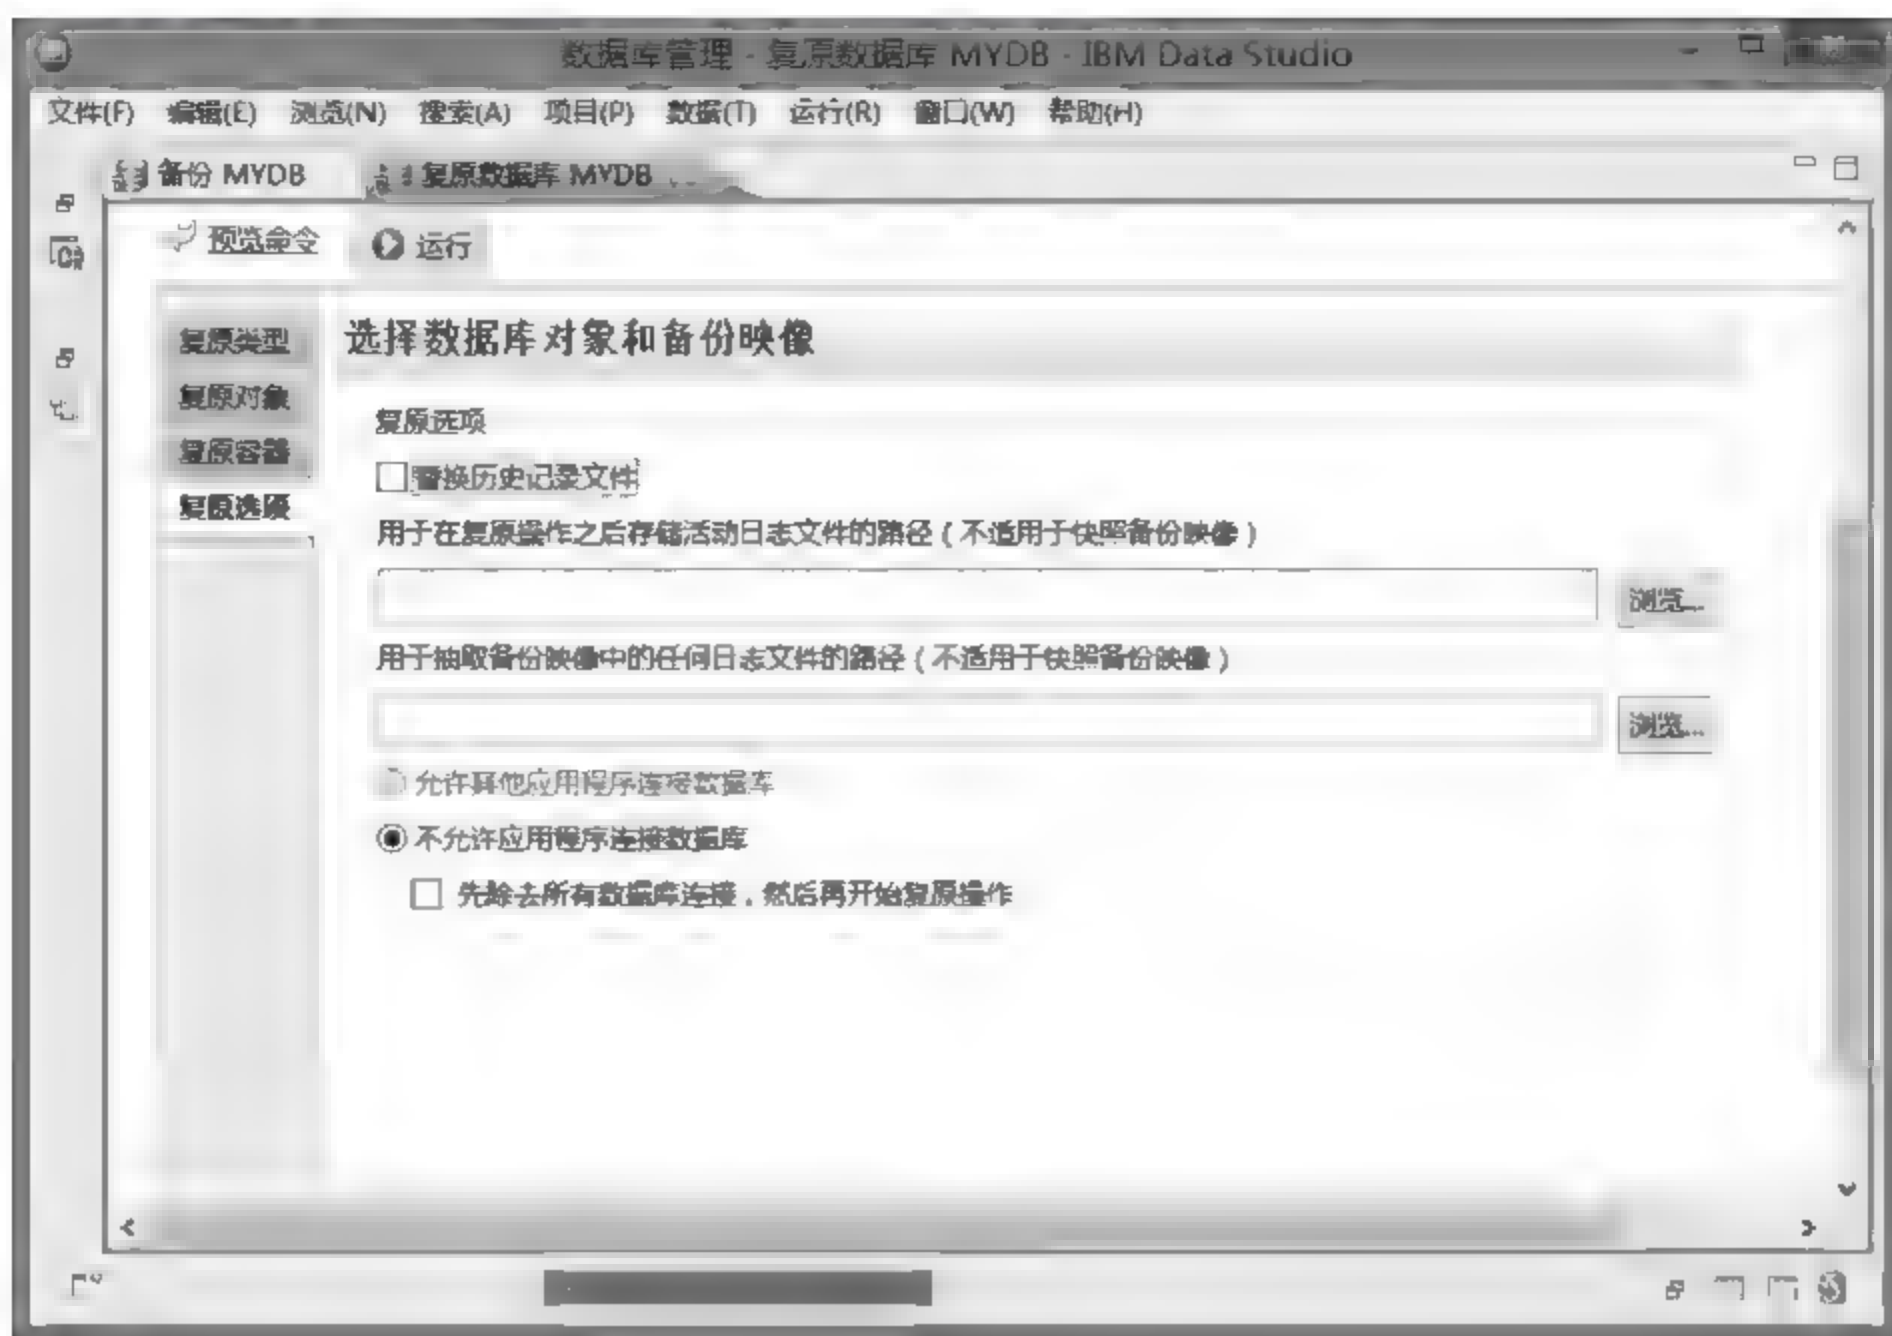 数据库管理 - 复原数据库 MYDB - IBM Data Studio
文件(F) 编辑(E) 浏览(N) 搜索(A) 项目(P) 数据(T) 运行(R) 窗口(W) 帮助(H)
备份 MYDB 复原数据库 MYDB
预览命令 运行
复原类型
复原对象
复原容器
复原选项
选择数据库对象和备份映像
复原选项
替换历史记录文件
用于在复原操作之后存储活动日志文件的路径（不适用于快照备份映像）
浏览...
用于抽取备份映像中的任何日志文件的路径（不适用于快照备份映像）
浏览...
允许其他应用程序连接数据库
不允许应用程序连接数据库
先除去所有数据库连接，然后再开始复原操作